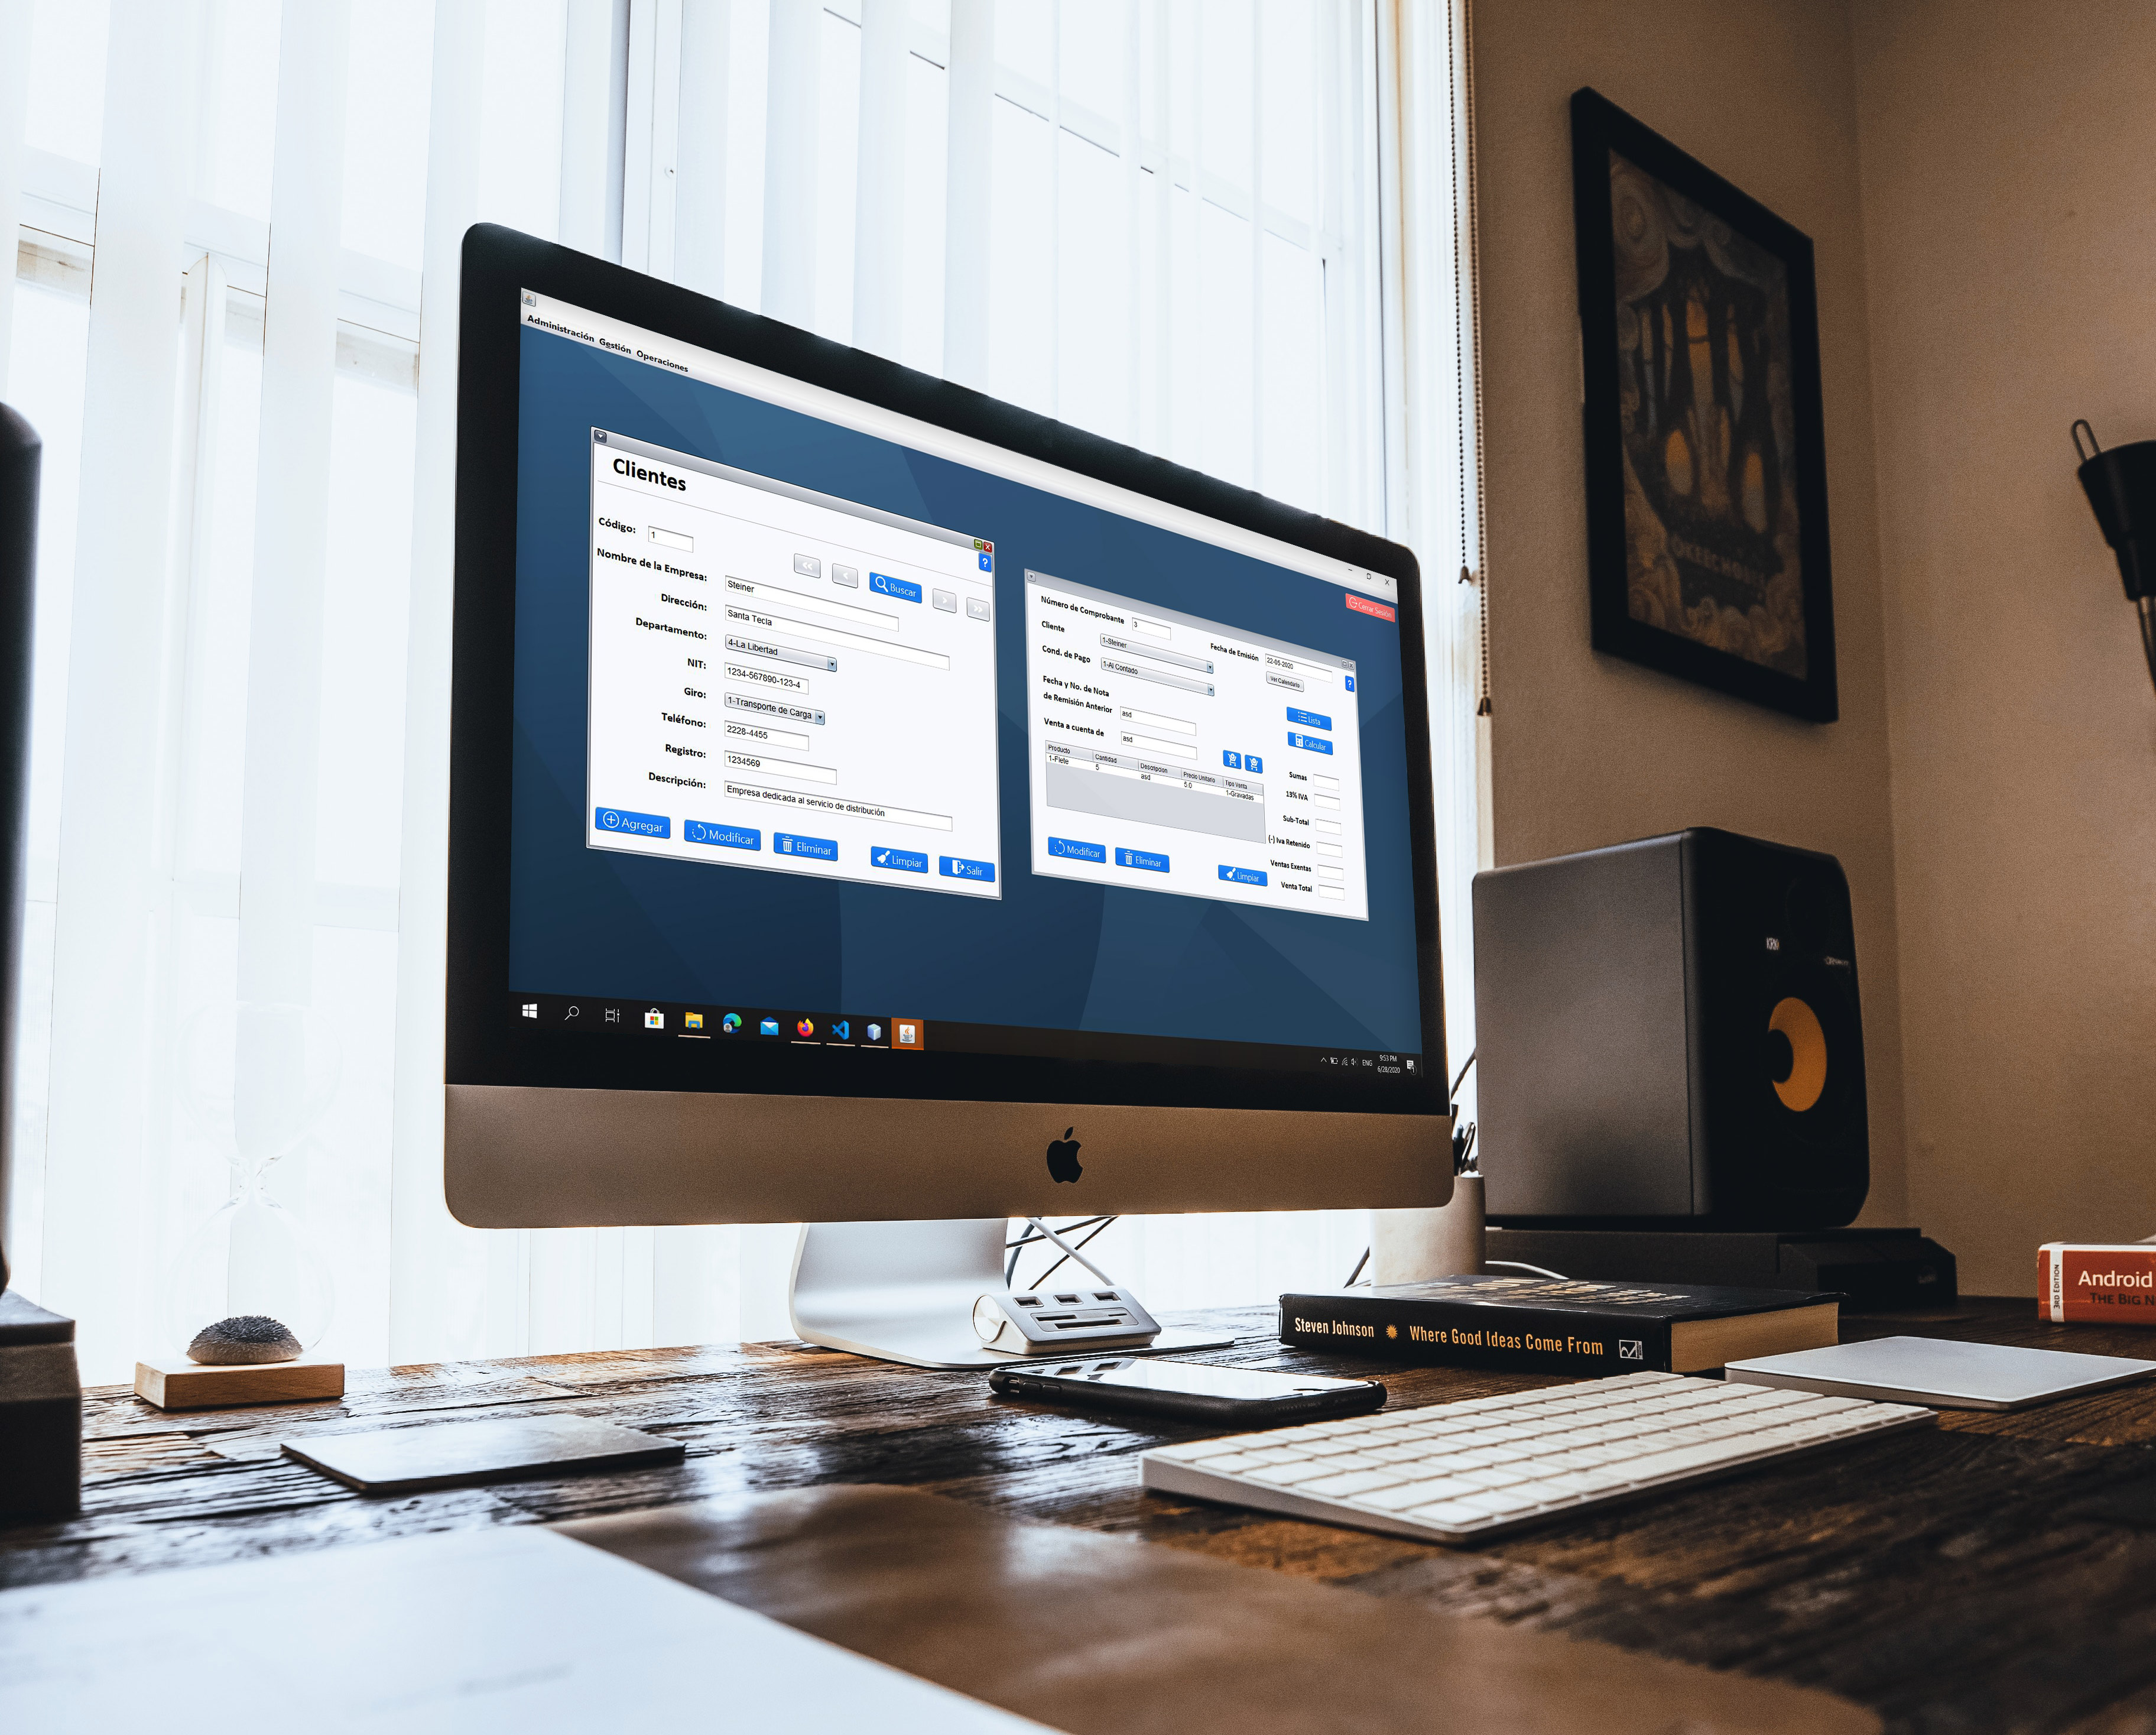 Administración Gestión Operaciones
Cerrar Sesión
Clientes
Código: 1
Buscar
Nombre de la Empresa: Steiner
Dirección: Santa Tecla
Departamento: 4-La Libertad
NIT: 1234-567890-123-4
Giro: 1-Transporte de Carga
Teléfono: 2228-4455
Registro: 1234569
Descripción: Empresa dedicada al servicio de distribución
Agregar Modificar Eliminar Limpiar Salir
Número de Comprobante 3
Fecha de Emisión 22-05-2020
Ver Calendario
Cliente 1-Steiner
Cond. de Pago 1-Al Contado
Fecha y No. de Nota
de Remisión Anterior asd
Venta a cuenta de asd
Lista
Calcular
Producto Cantidad Descripcion Precio Unitario Tipo Venta
1-Flete 5 asd 5.0 1-Gravadas
Sumas
13% IVA
Sub-Total
(-) Iva Retenido
Ventas Exentas
Venta Total
Modificar Eliminar Limpiar
ENG
9:53 PM
6/28/2020
OKEECHOBEE
KRK
Steven Johnson Where Good Ideas Come From
3RD EDITION
Android
THE BIG N